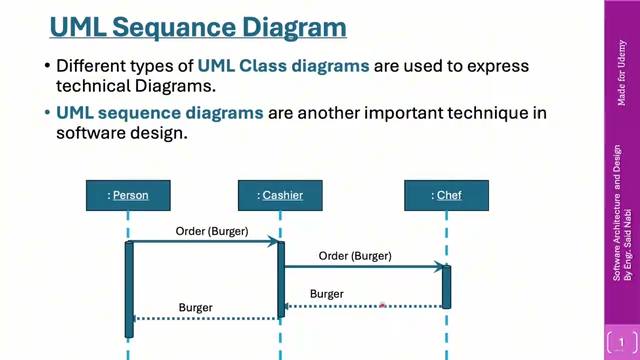 UML Sequance Diagram
• Different types of UML Class diagrams are used to express
technical Diagrams.
• UML sequence diagrams are another important technique in
software design.
: Person
: Cashier
: Chef
Order (Burger)
Order (Burger)
Burger
Burger
Made for Udemy
Software Architecture and Design
By Engr. Said Nabi
1